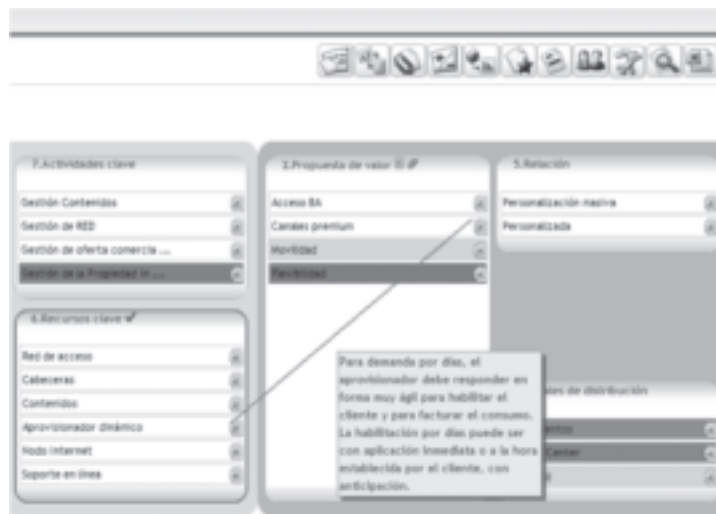 7.Actividades clave
Gestión Contenidos
Gestión de RED
Gestión de oferta comercia ...
Gestión de la Propiedad in ...
6.Recursos clave
Red de acceso
Cabeceras
Contenidos
Aprovisionador dinámico
Nodo Internet
Soporte en línea
Propuesta de valor
Acceso BA
Canales premium
Movilidad
Flexibilidad
5.Relación
Personalización masiva
Personalizada
Para demanda por días, el
aprovisionador debe responder en
forma muy ágil para habilitar el
cliente y para facturar el consumo.
La habilitación por días puede ser
con aplicación inmediata o a la hora
establecida por el cliente, con
anticipación.
ales de distribución
Center